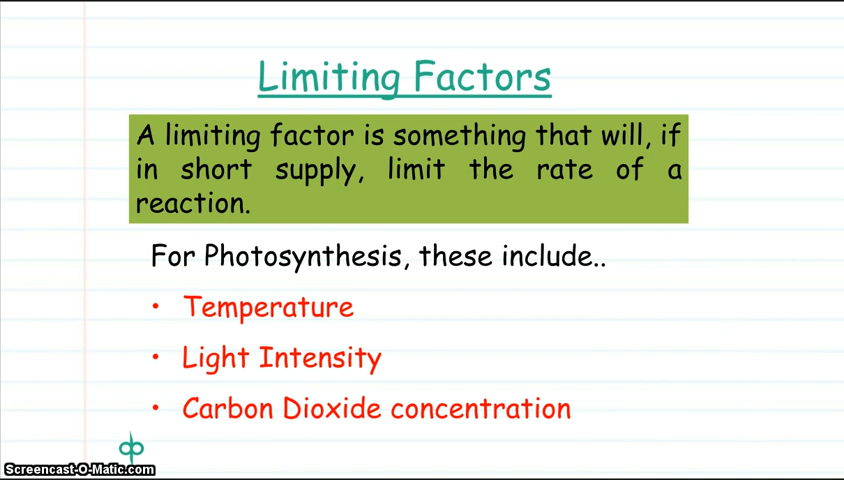 Limiting Factors
A limiting factor is something that will, if
in short supply, limit the rate of a
reaction.
For Photosynthesis, these include..
• Temperature
• Light Intensity
• Carbon Dioxide concentration
Screencast-O-Matic.com